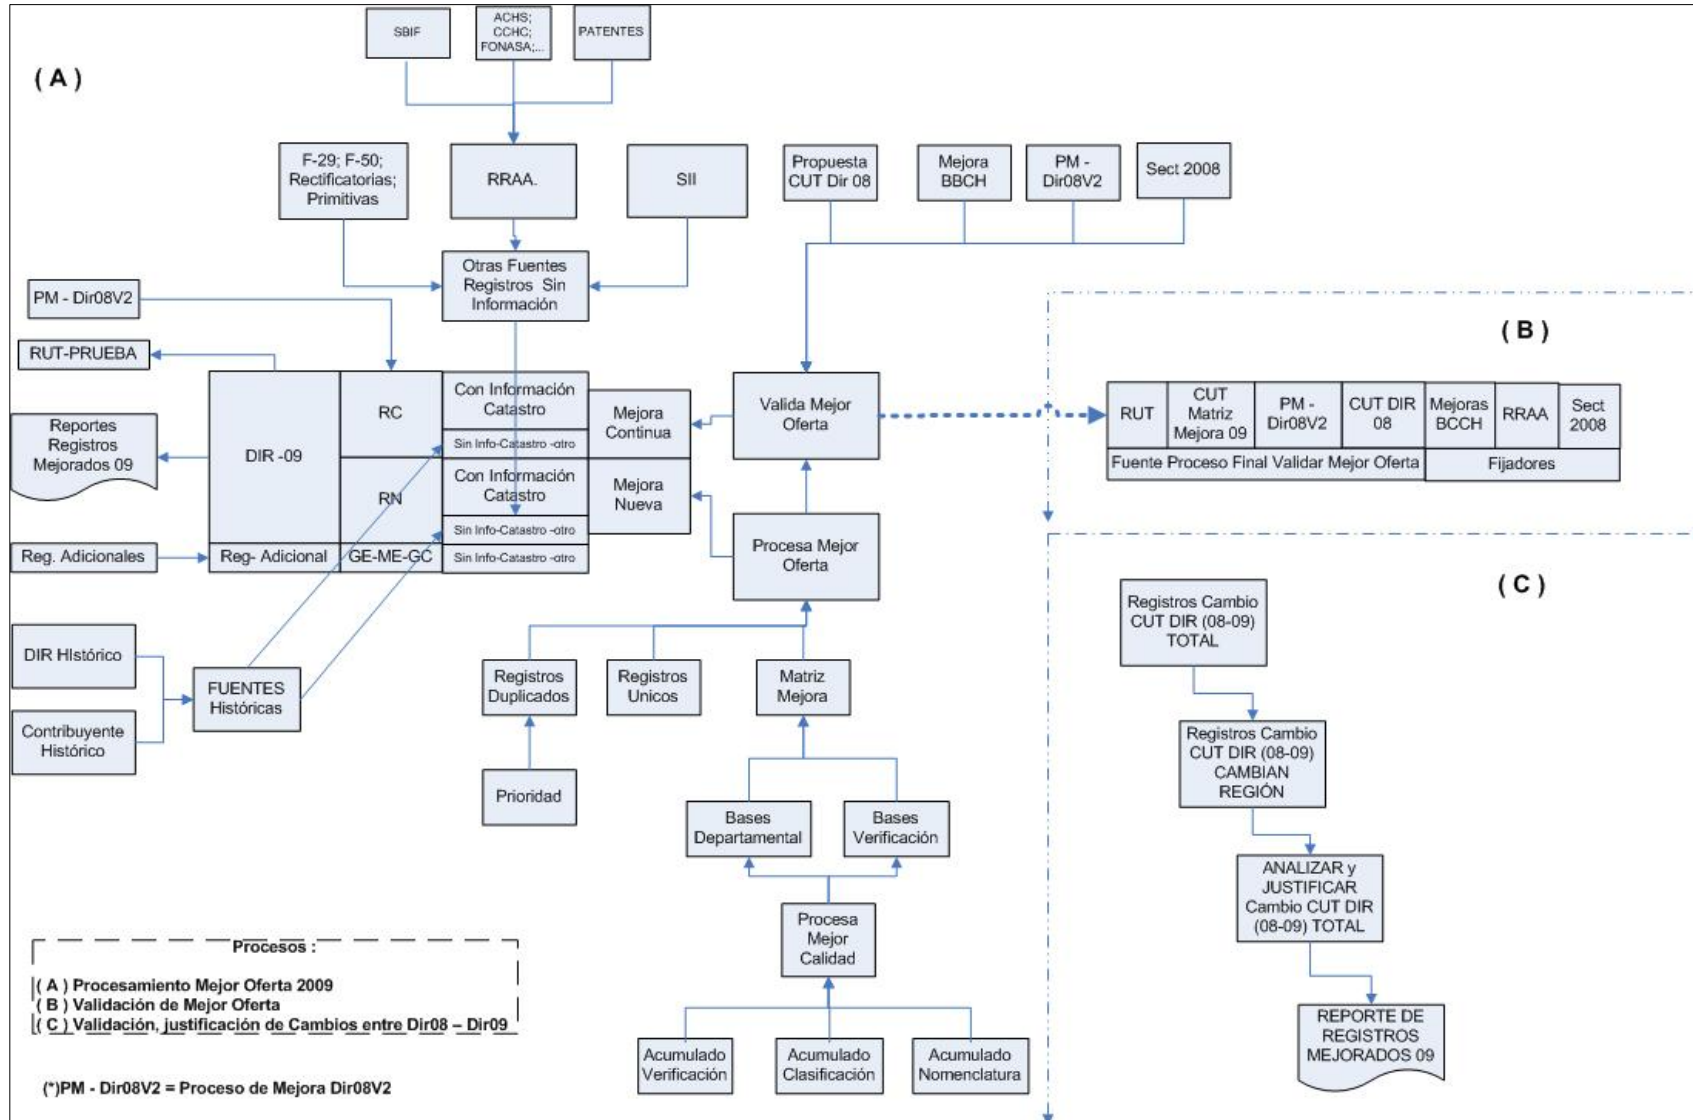 ( A )
SBIF
ACHS;
CCHC;
FONASA;...
PATENTES
F-29; F-50;
Rectificatorias;
Primitivas
RRAA.
SII
Propuesta
CUT Dir 08
Mejora
BBCH
PM -
Dir08V2
Sect 2008
Otras Fuentes
Registros Sin
Información
PM - Dir08V2
RUT-PRUEBA
Reportes
Registros
Mejorados 09
DIR -09
RC
RN
Con Información
Catastro
Sin Info-Catastro -otro
Con Información
Catastro
Sin Info-Catastro -otro
Mejora
Continua
Mejora
Nueva
Reg. Adicionales
Reg- Adicional
GE-ME-GC
Sin Info-Catastro -otro
Valida Mejor
Oferta
Procesa Mejor
Oferta
DIR HIstórico
Contribuyente
Histórico
FUENTES
Históricas
Registros
Duplicados
Registros
Unicos
Matriz
Mejora
Prioridad
Bases
Departamental
Bases
Verificación
Procesa
Mejor
Calidad
Acumulado
Verificación
Acumulado
Clasificación
Acumulado
Nomenclatura
( B )
RUT
CUT
Matriz
Mejora 09
PM -
Dir08V2
CUT DIR
08
Mejoras
BCCH
RRAA
Sect
2008
Fuente Proceso Final Validar Mejor Oferta
Fijadores
( C )
Registros Cambio
CUT DIR (08-09)
TOTAL
Registros Cambio
CUT DIR (08-09)
CAMBIAN
REGIÓN
ANALIZAR y
JUSTIFICAR
Cambio CUT DIR
(08-09) TOTAL
REPORTE DE
REGISTROS
MEJORADOS 09
Procesos :
( A ) Procesamiento Mejor Oferta 2009
( B ) Validación de Mejor Oferta
( C ) Validación, justificación de Cambios entre Dir08 – Dir09
(*)PM - Dir08V2 = Proceso de Mejora Dir08V2